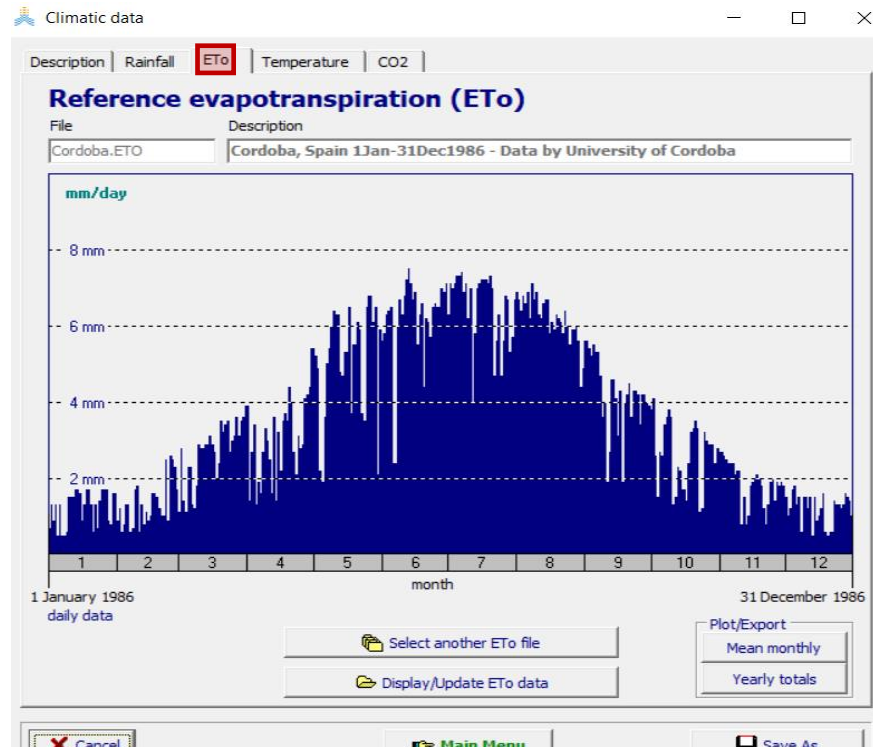 Climatic data
Description Rainfall ETo Temperature CO2
Reference evapotranspiration (ETo)
File Description
Cordoba.ETO Cordoba, Spain 1Jan-31Dec1986 - Data by University of Cordoba
mm/day
8 mm
6 mm
4 mm
2 mm
1 2 3 4 5 6 7 8 9 10 11 12
month
1 January 1986 31 December 1986
daily data
Plot/Export
Select another ETo file
Mean monthly
Display/Update ETo data
Yearly totals
Cancel Main Menu Save As